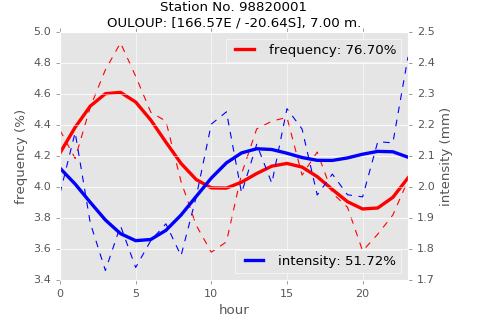 Station No. 98820001
OULOUP: [166.57E / -20.64S], 7.00 m.
frequency: 76.70%
intensity: 51.72%
frequency (%)
intensity (mm)
5.0
4.8
4.6
4.4
4.2
4.0
3.8
3.6
3.4
2.5
2.4
2.3
2.2
2.1
2.0
1.9
1.8
1.7
0 5 10 15 20
hour